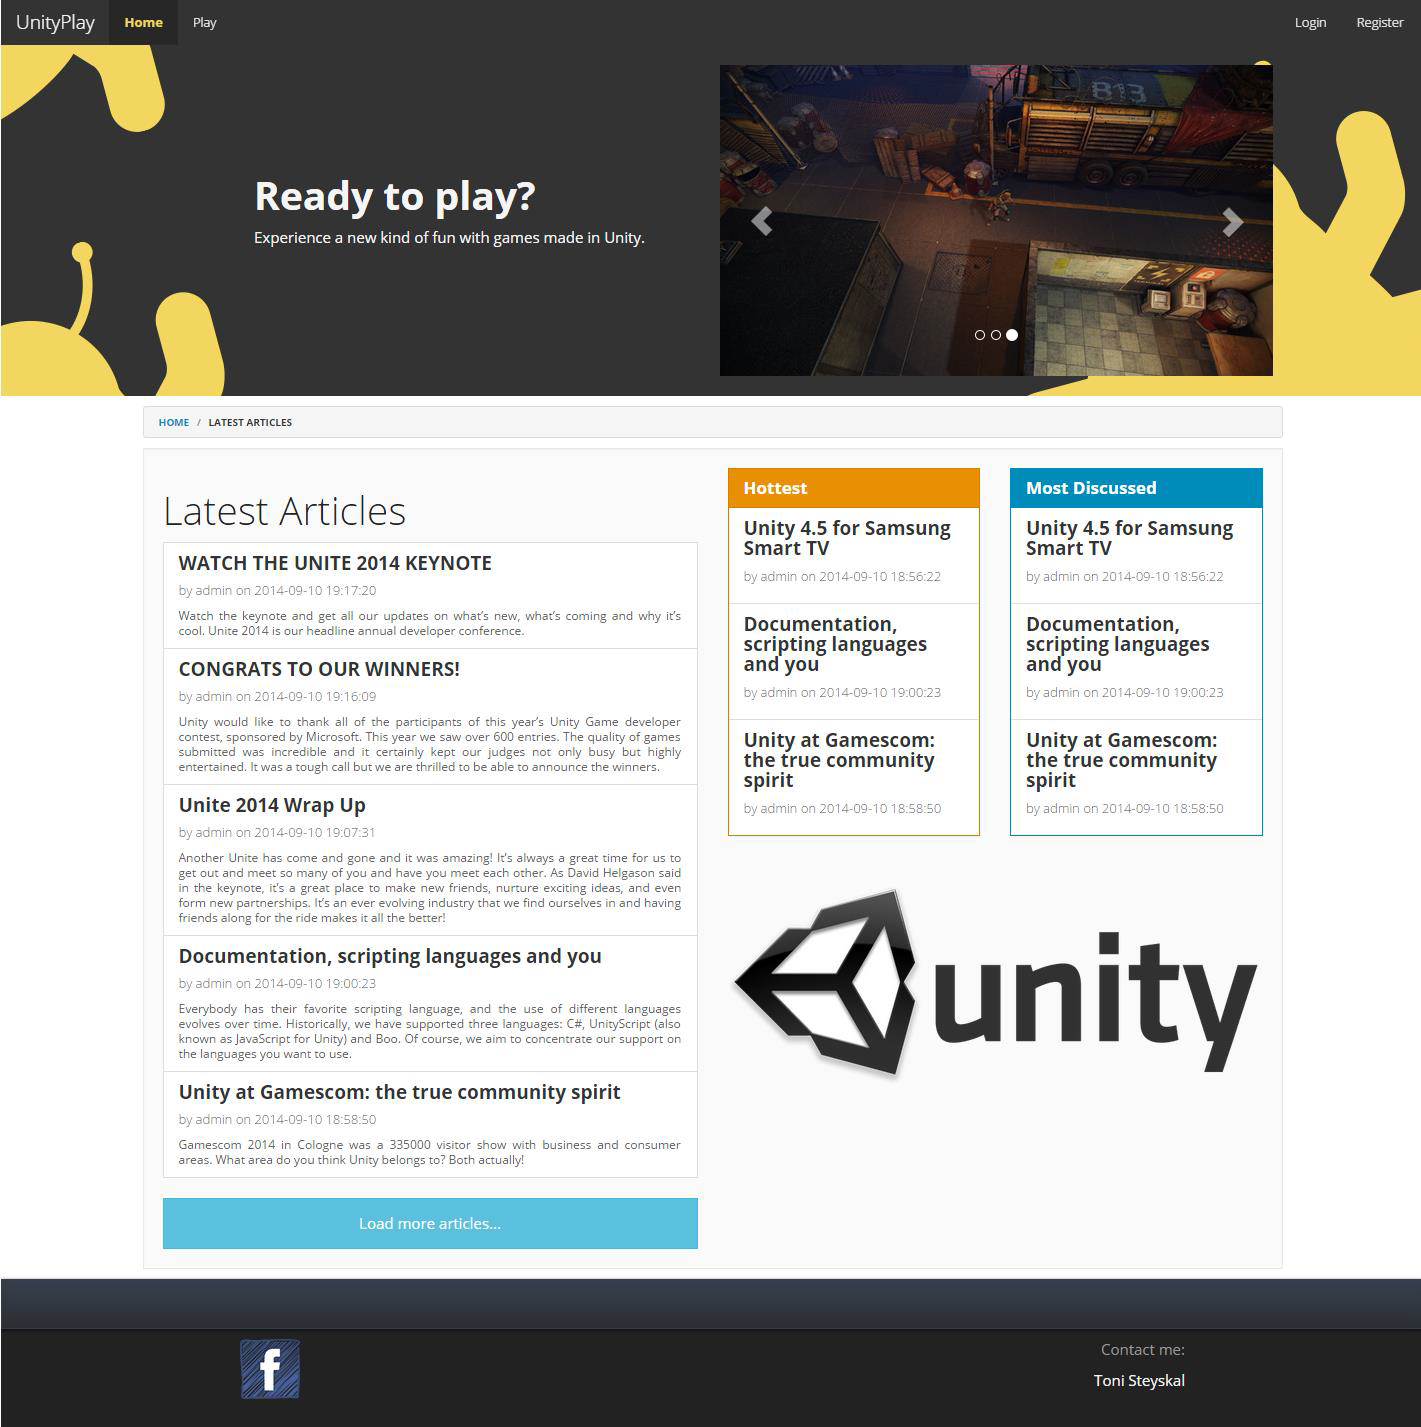 UnityPlay
Home
Play
Login
Register
813
Ready to play?
Experience a new kind of fun with games made in Unity.
HOME / LATEST ARTICLES
Latest Articles
WATCH THE UNITE 2014 KEYNOTE
by admin on 2014-09-10 19:17:20
Watch the keynote and get all our updates on what's new, what's coming and why it's
cool. Unite 2014 is our headline annual developer conference.
CONGRATS TO OUR WINNERS!
by admin on 2014-09-10 19:16:09
Unity would like to thank all of the participants of this year's Unity Game developer
contest, sponsored by Microsoft. This year we saw over 600 entries. The quality of games
submitted was incredible and it certainly kept our judges not only busy but highly
entertained. It was a tough call but we are thrilled to be able to announce the winners.
Unite 2014 Wrap Up
by admin on 2014-09-10 19:07:31
Another Unite has come and gone and it was amazing! It's always a great time for us to
get out and meet so many of you and have you meet each other. As David Helgason said
in the keynote, it's a great place to make new friends, nurture exciting ideas, and even
form new partnerships. It's an ever evolving industry that we find ourselves in and having
friends along for the ride makes it all the better!
Documentation, scripting languages and you
by admin on 2014-09-10 19:00:23
Everybody has their favorite scripting language, and the use of different languages
evolves over time. Historically, we have supported three languages: C#, UnityScript (also
known as JavaScript for Unity) and Boo. Of course, we aim to concentrate our support on
the languages you want to use.
Unity at Gamescom: the true community spirit
by admin on 2014-09-10 18:58:50
Gamescom 2014 in Cologne was a 335000 visitor show with business and consumer
areas. What area do you think Unity belongs to? Both actually!
Load more articles...
Hottest
Unity 4.5 for Samsung
Smart TV
by admin on 2014-09-10 18:56:22
Documentation,
scripting languages
and you
by admin on 2014-09-10 19:00:23
Unity at Gamescom:
the true community
spirit
by admin on 2014-09-10 18:58:50
Most Discussed
Unity 4.5 for Samsung
Smart TV
by admin on 2014-09-10 18:56:22
Documentation,
scripting languages
and you
by admin on 2014-09-10 19:00:23
Unity at Gamescom:
the true community
spirit
by admin on 2014-09-10 18:58:50
unity
f
Contact me:
Toni Steyskal